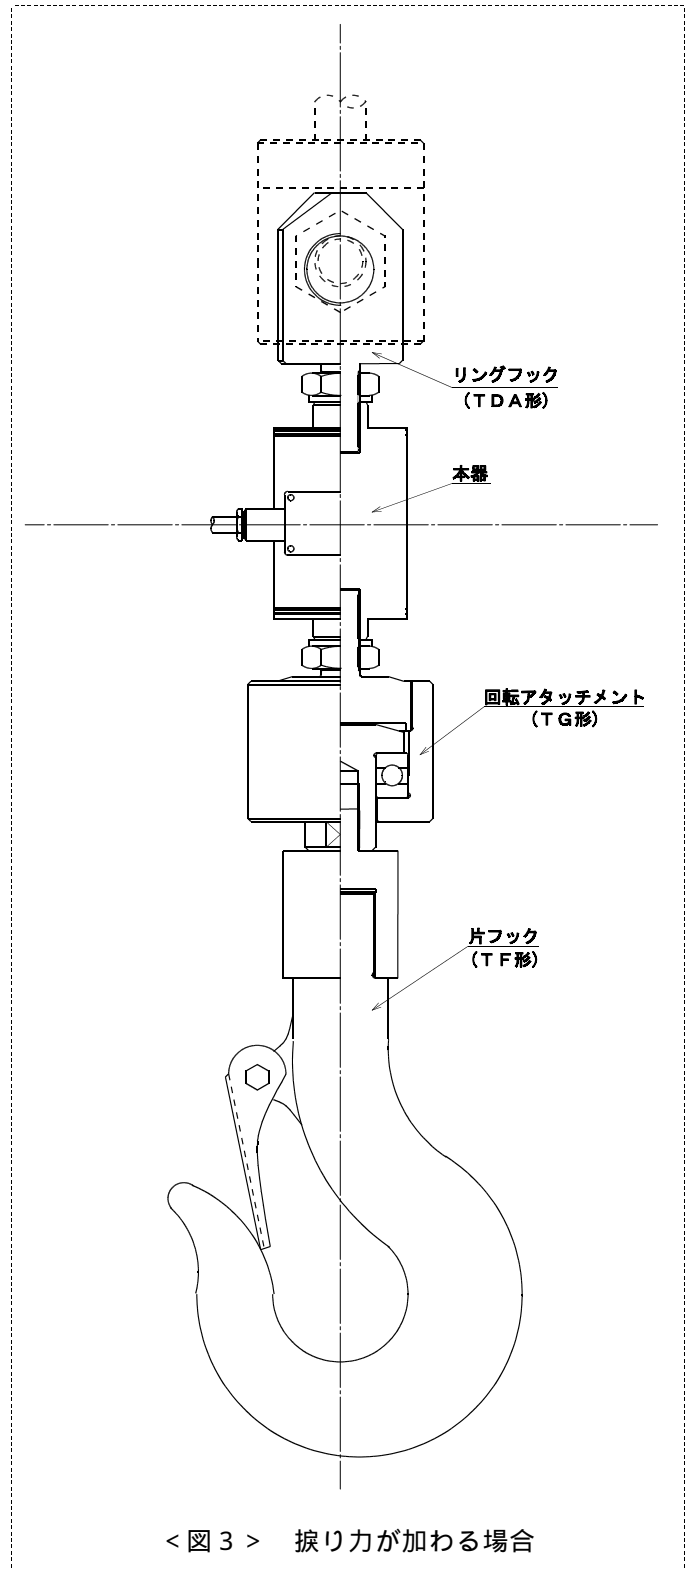 リングフック
（ＴＤＡ形）
本器
回転アタッチメント
（ＴＧ形）
片フック
（ＴＦ形）
＜図３＞　捩り力が加わる場合